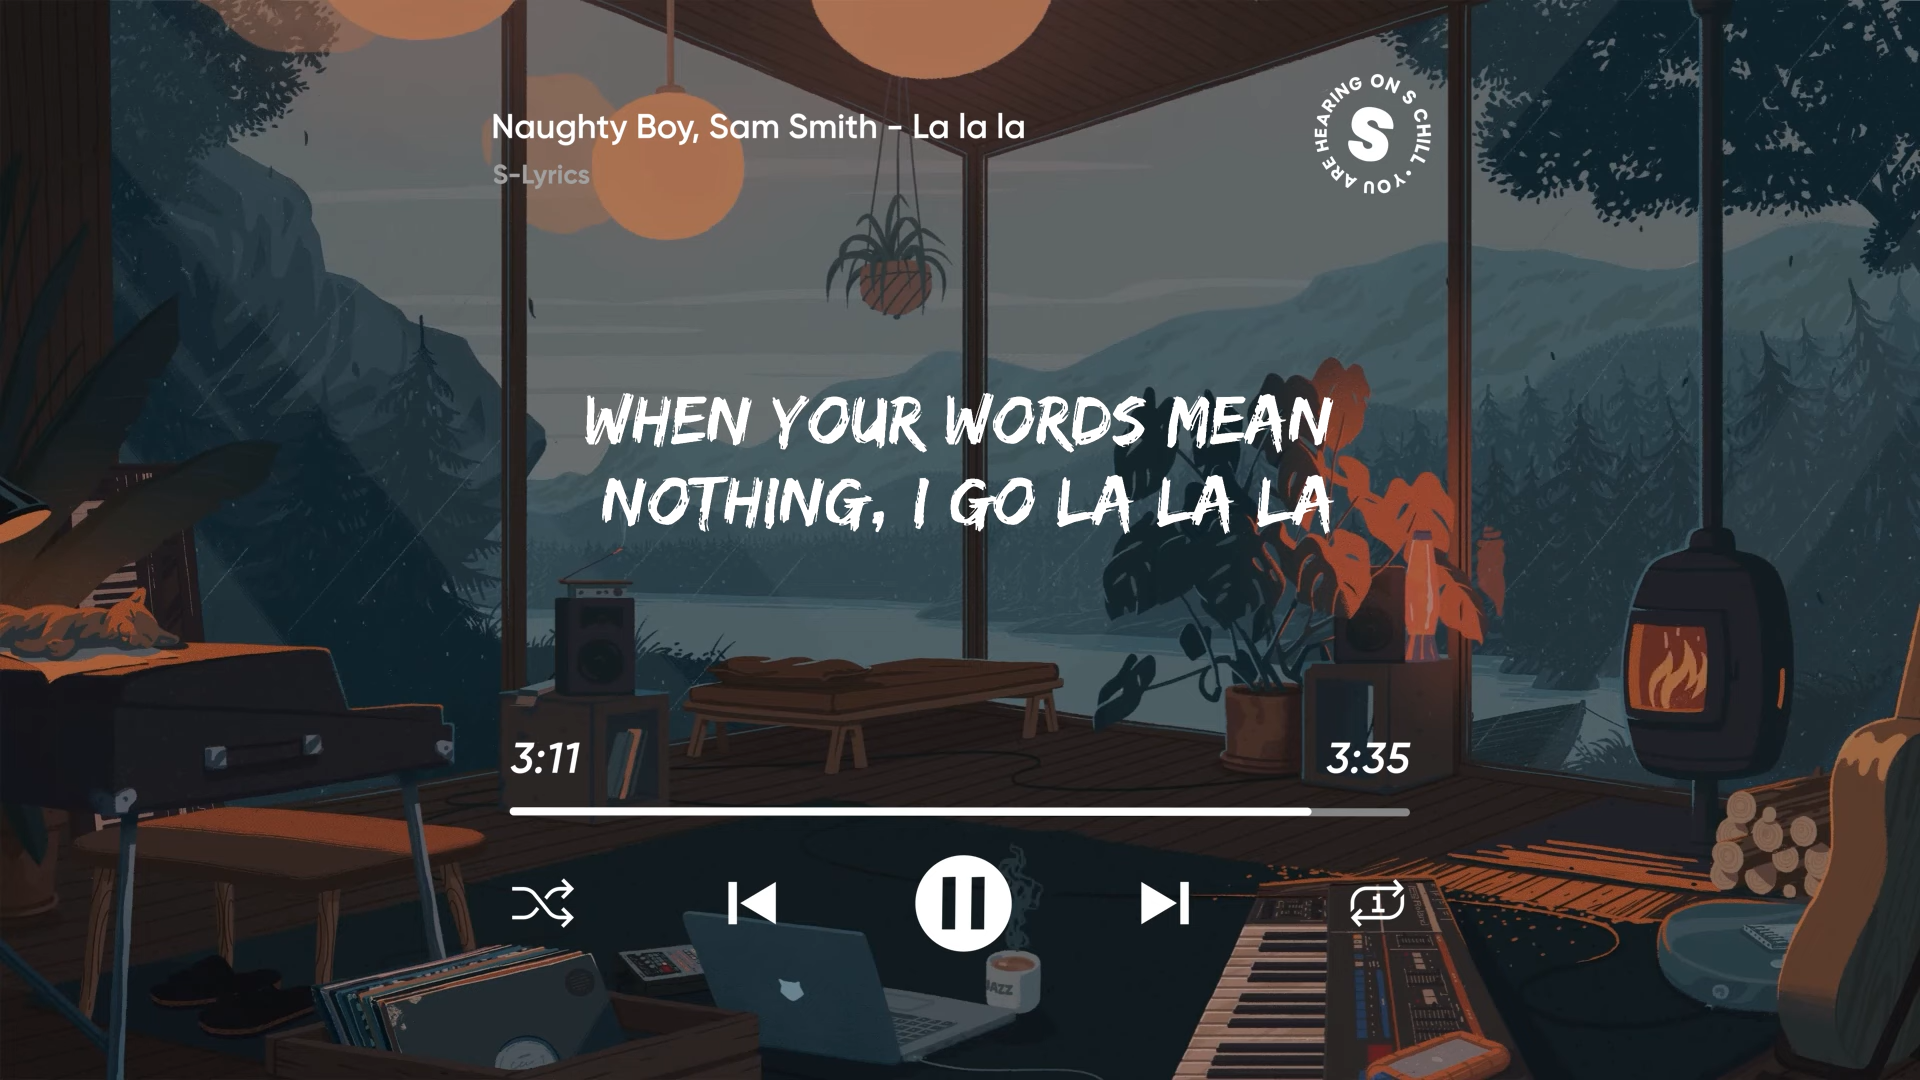 Naughty Boy, Sam Smith - La la la
S-Lyrics
YOU ARE HEARING ON S CHILL •
S
WHEN YOUR WORDS MEAN
NOTHING, I GO LA LA LA
3:11
3:35
1
JAZZ